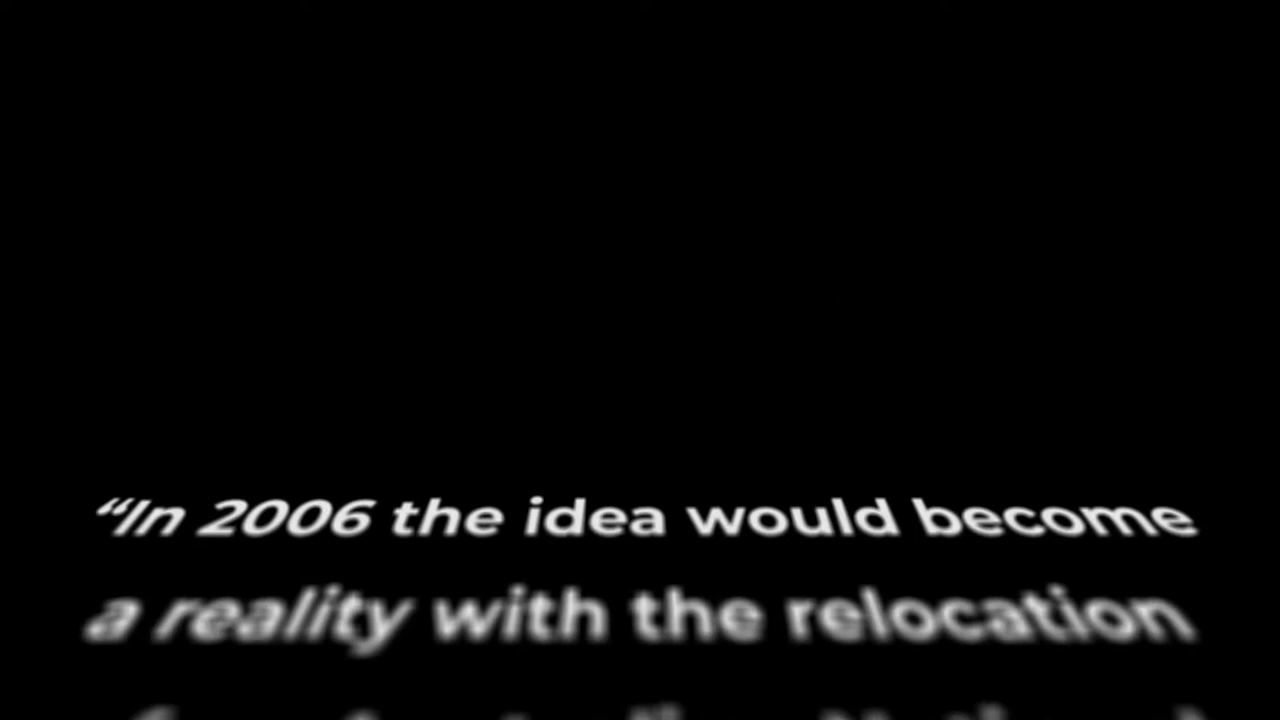 “In 2006 the idea would become
a reality with the relocation